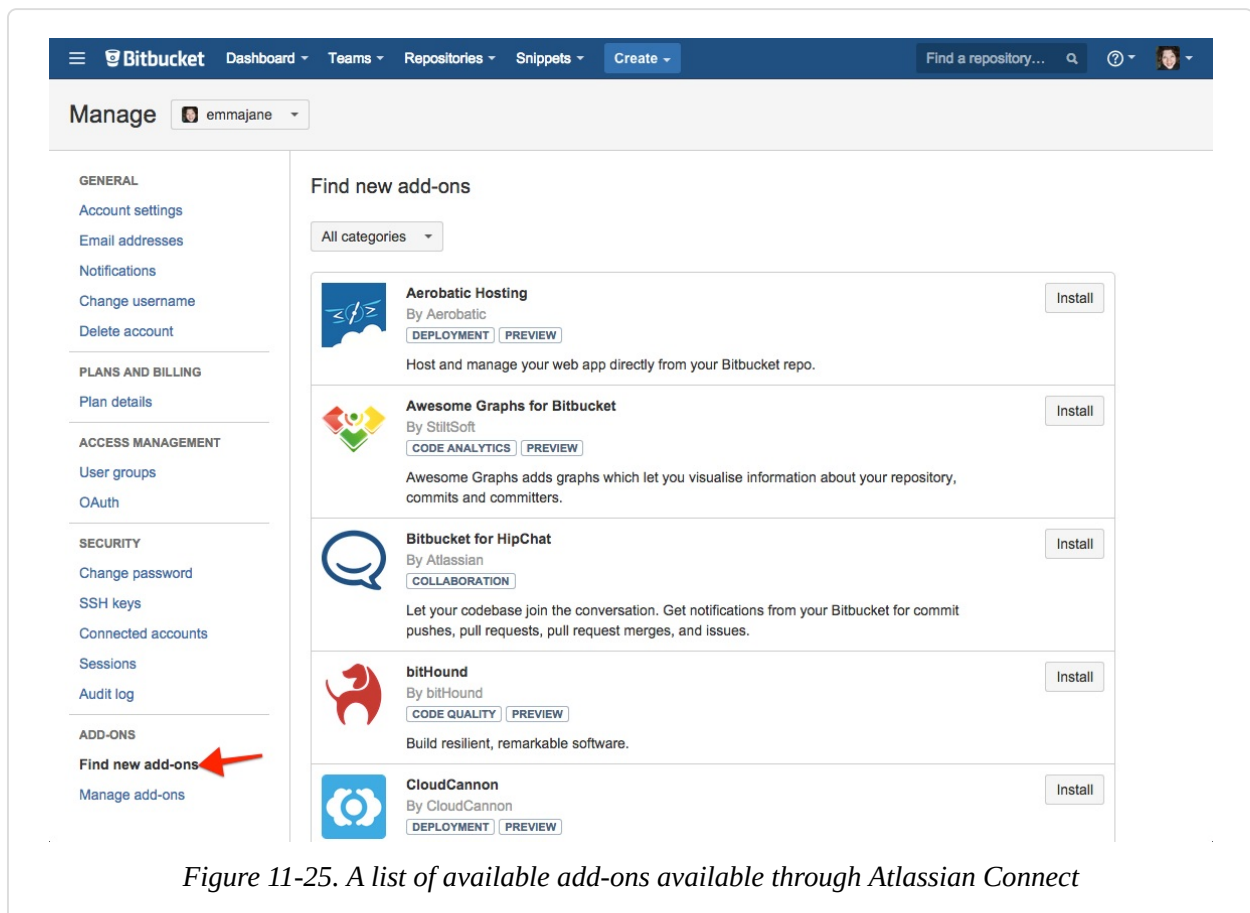 Bitbucket Dashboard Teams Repositories Snippets Create Find a repository...
Manage emmajane
GENERAL
Account settings
Email addresses
Notifications
Change username
Delete account
PLANS AND BILLING
Plan details
ACCESS MANAGEMENT
User groups
OAuth
SECURITY
Change password
SSH keys
Connected accounts
Sessions
Audit log
ADD-ONS
Find new add-ons
Manage add-ons
Find new add-ons
All categories
Aerobatic Hosting
Install
By Aerobatic
DEPLOYMENT PREVIEW
Host and manage your web app directly from your Bitbucket repo.
Awesome Graphs for Bitbucket
Install
By StiltSoft
CODE ANALYTICS PREVIEW
Awesome Graphs adds graphs which let you visualise information about your repository,
commits and committers.
Bitbucket for HipChat
Install
By Atlassian
COLLABORATION
Let your codebase join the conversation. Get notifications from your Bitbucket for commit
pushes, pull requests, pull request merges, and issues.
bitHound
Install
By bitHound
CODE QUALITY PREVIEW
Build resilient, remarkable software.
CloudCannon
Install
By CloudCannon
DEPLOYMENT PREVIEW
Figure 11-25. A list of available add-ons available through Atlassian Connect